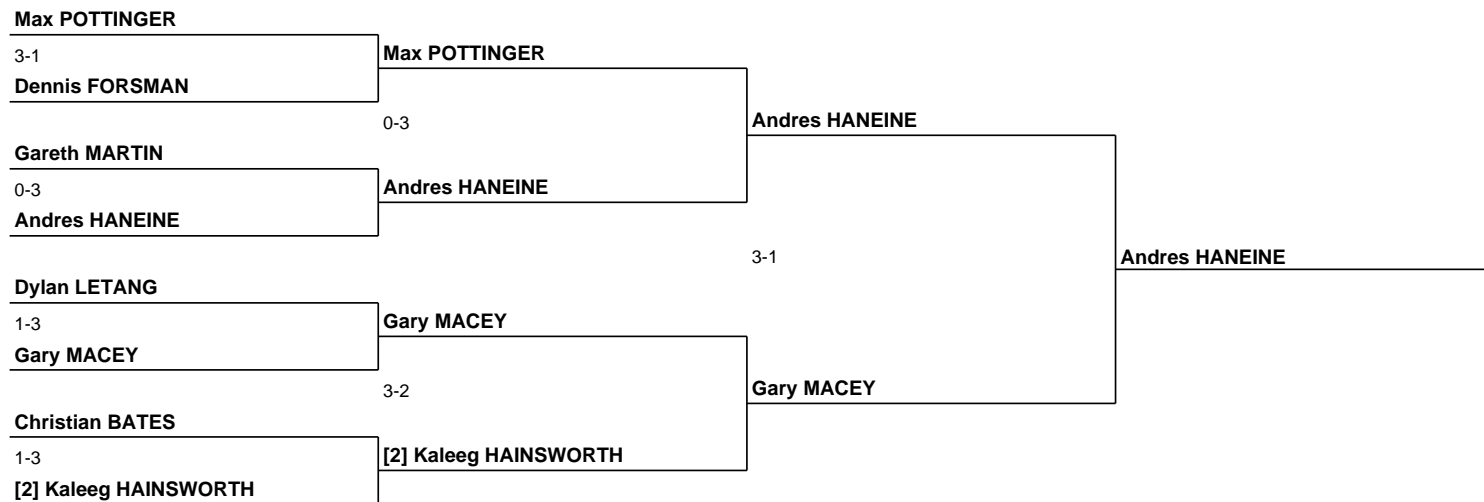 Max POTTINGER
3-1
Max POTTINGER
Dennis FORSMAN
0-3
Andres HANEINE
Gareth MARTIN
0-3
Andres HANEINE
Andres HANEINE
3-1
Andres HANEINE
Dylan LETANG
1-3
Gary MACEY
Gary MACEY
3-2
Gary MACEY
Christian BATES
1-3
[2] Kaleeg HAINSWORTH
[2] Kaleeg HAINSWORTH